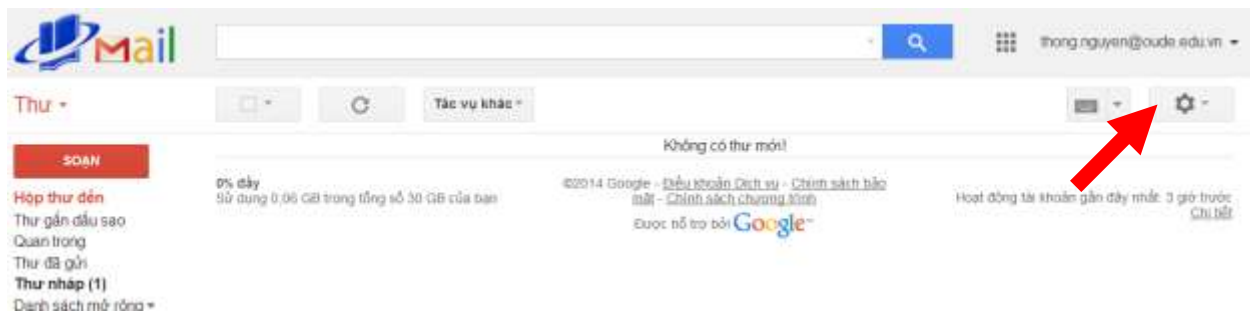 Mail
thong.nguyen@oude.edu.vn
Thư
Tác vụ khác
SOẠN
Không có thư mới!
Hộp thư đến
Thư gắn dấu sao
Quan trọng
Thư đã gửi
Thư nháp (1)
Danh sách mở rộng
0% đầy
Sử dụng 0,06 GB trong tổng số 30 GB của bạn
©2014 Google - Điều khoản Dịch vụ - Chính sách bảo
mật - Chính sách chương trình
Được hỗ trợ bởi Google™
Hoạt động tài khoản gần đây nhất: 3 giờ trước
Chi tiết